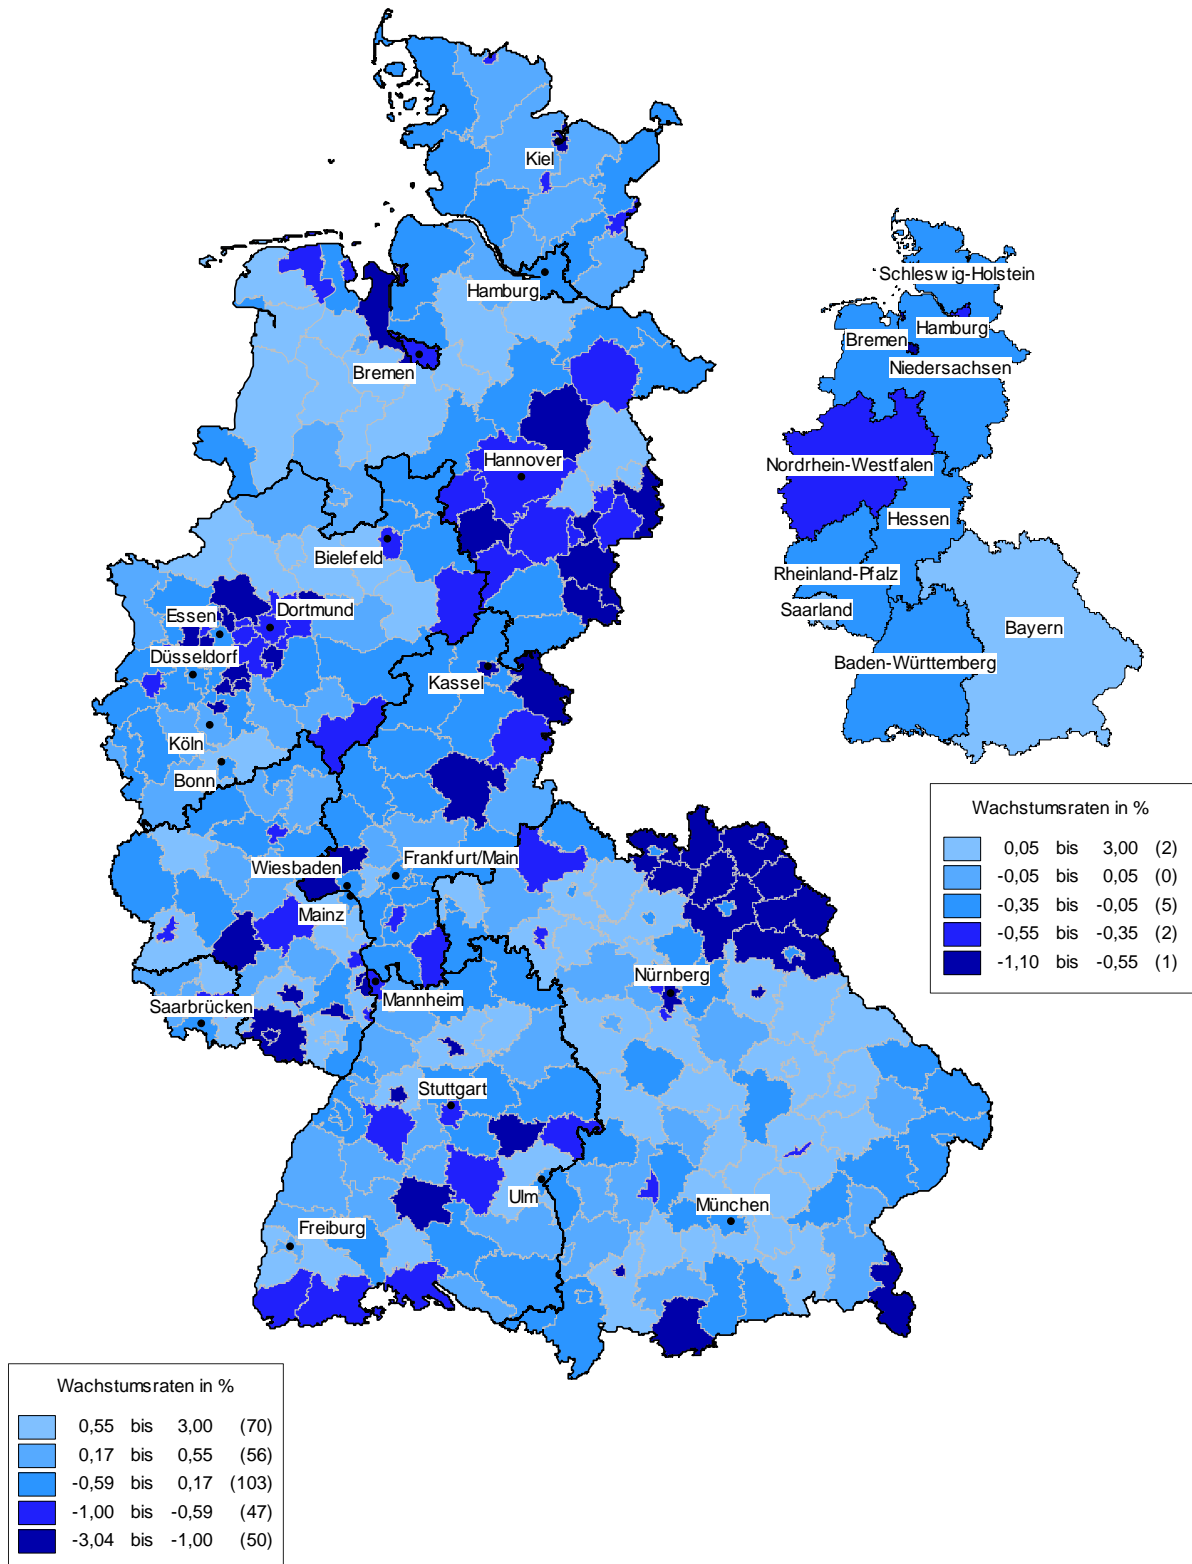 Kiel
Hamburg
Bremen
Hannover
Bielefeld
Dortmund
Essen
Düsseldorf
Kassel
Köln
Bonn
Frankfurt/Main
Wiesbaden
Mainz
Nürnberg
Mannheim
Saarbrücken
Stuttgart
Ulm
München
Freiburg
Schleswig-Holstein
Hamburg
Bremen
Niedersachsen
Nordrhein-Westfalen
Hessen
Rheinland-Pfalz
Saarland
Bayern
Baden-Württemberg
Wachstumsraten in %
0,05 bis 3,00 (2)
-0,05 bis 0,05 (0)
-0,35 bis -0,05 (5)
-0,55 bis -0,35 (2)
-1,10 bis -0,55 (1)
Wachstumsraten in %
0,55 bis 3,00 (70)
0,17 bis 0,55 (56)
-0,59 bis 0,17 (103)
-1,00 bis -0,59 (47)
-3,04 bis -1,00 (50)